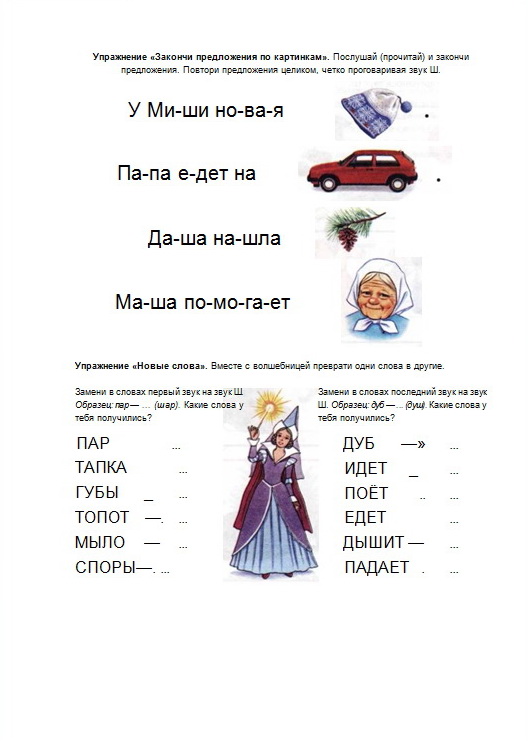 Упражнение «Закончи предложения по картинкам». Послушай (прочитай) и закончи
предложения. Повтори предложения целиком, четко проговаривая звук Ш.
У Ми-ши но-ва-я .
Па-па е-дет на .
Да-ша на-шла
Ма-ша по-мо-га-ет
Упражнение «Новые слова». Вместе с волшебницей преврати одни слова в другие.
Замени в словах первый звук на звук Ш.
Образец: пар— … (шар). Какие слова у
тебя получились?
ПАР ...
ТАПКА ...
ГУБЫ _ ...
ТОПОТ —. ...
МЫЛО — ...
СПОРЫ—. ...
Замени в словах последний звук на звук
Ш. Образец: дуб — ... (душ). Какие слова у
тебя получились?
ДУБ —» ...
ИДЕТ _ ...
ПОЁТ .. ...
ЕДЕТ ...
ДЫШИТ — ...
ПАДАЕТ . ...